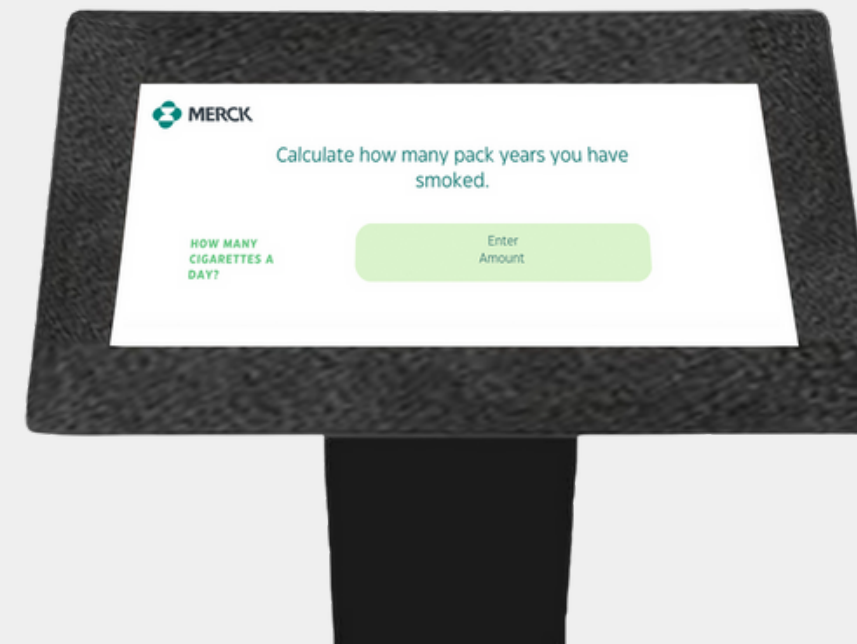 MERCK
Calculate how many pack years you have
smoked.
HOW MANY
CIGARETTES A
DAY?
Enter
Amount